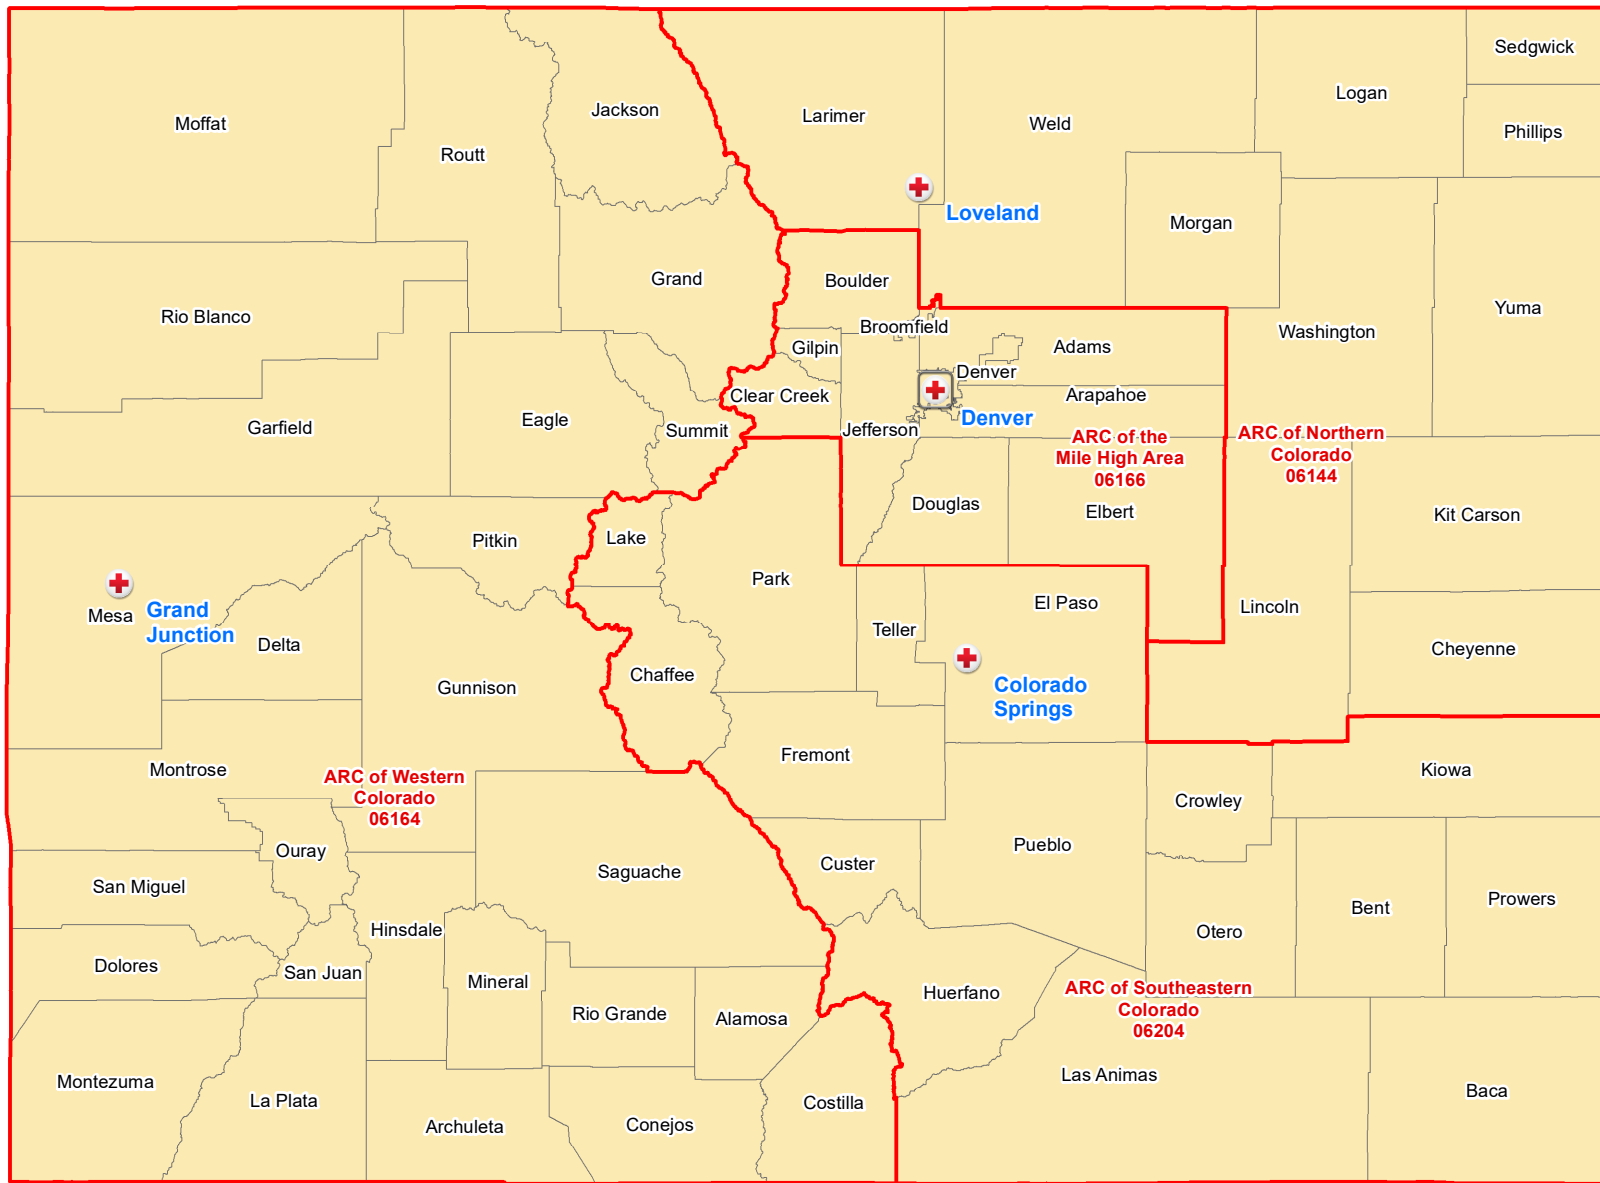 Sedgwick
Logan
Jackson
Larimer
Moffat
Weld
Phillips
Routt
Loveland
Morgan
Grand
Boulder
Yuma
Rio Blanco
Broomfield
Washington
Gilpin
Adams
Denver
Clear Creek
Arapahoe
Eagle
Denver
Garfield
Summit
Jefferson
ARC of the
Mile High Area
06166
ARC of Northern
Colorado
06144
Douglas
Elbert
Kit Carson
Pitkin
Lake
Park
El Paso
Lincoln
Mesa
Grand
Junction
Teller
Delta
Cheyenne
Chaffee
Gunnison
Colorado
Springs
Fremont
Montrose
Kiowa
ARC of Western
Colorado
06164
Crowley
Ouray
Pueblo
Custer
Saguache
San Miguel
Prowers
Bent
Hinsdale
Otero
Dolores
San Juan
Mineral
Huerfano
ARC of Southeastern
Colorado
06204
Rio Grande
Alamosa
Las Animas
Montezuma
Baca
La Plata
Costilla
Conejos
Archuleta